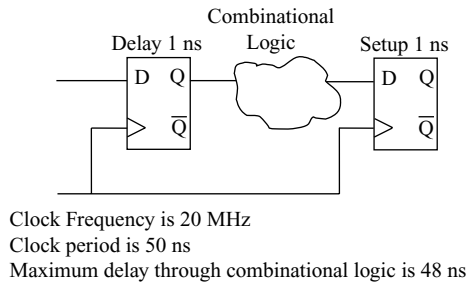 Combinational
Logic
Delay 1 ns
Setup 1 ns
D Q
Q̅
D Q
Q̅
Clock Frequency is 20 MHz
Clock period is 50 ns
Maximum delay through combinational logic is 48 ns